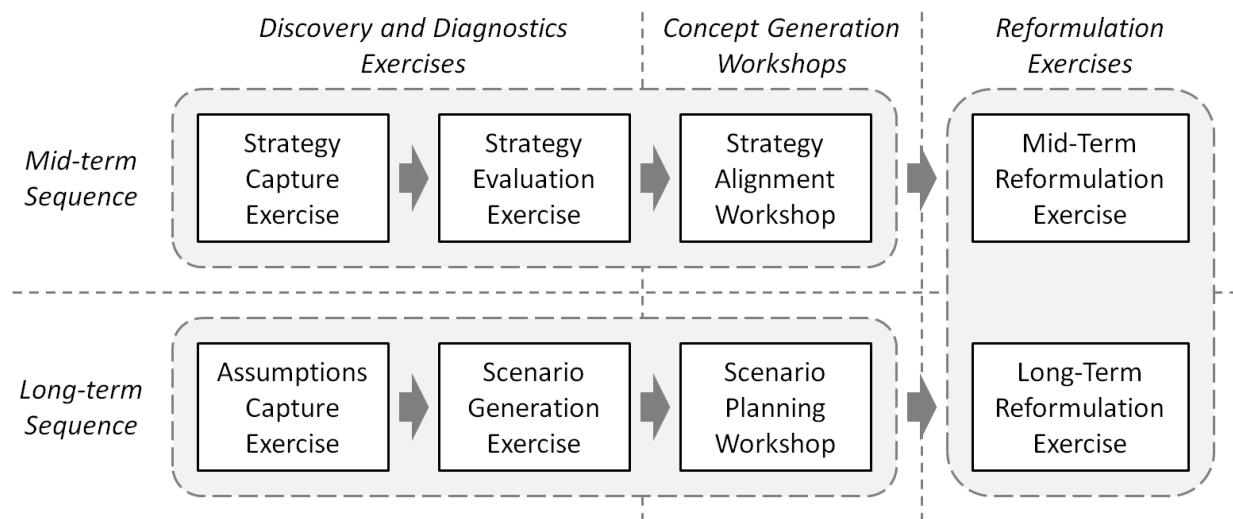 Discovery and Diagnostics
Exercises
Concept Generation
Workshops
Reformulation
Exercises
Mid-term
Sequence
Strategy
Capture
Exercise
Strategy
Evaluation
Exercise
Strategy
Alignment
Workshop
Mid-Term
Reformulation
Exercise
Long-term
Sequence
Assumptions
Capture
Exercise
Scenario
Generation
Exercise
Scenario
Planning
Workshop
Long-Term
Reformulation
Exercise